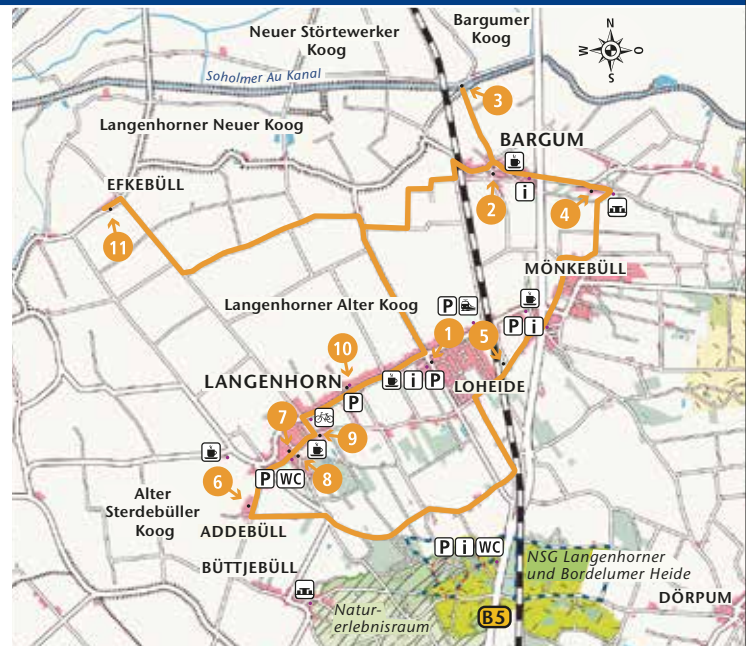 Neuer Störtewerker
Koog
Bargumer
Koog
N
W
O
S
Soholmer Au Kanal
3
Langenhorner Neuer Koog
BARGUM
i
EFKEBÜLL
2
4
11
MÖNKEBÜLL
Langenhorner Alter Koog
P
P i
1
5
10
LANGENHORN
i P
LOHEIDE
P
7
9
8
P WC
6
Alter
Sterdebüller
Koog
ADDEBÜLL
BÜTTJEBÜLL
P i WC
NSG Langenhorner
und Bordelumer Heide
DÖRPUM
Natur-
erlebnisraum
B5